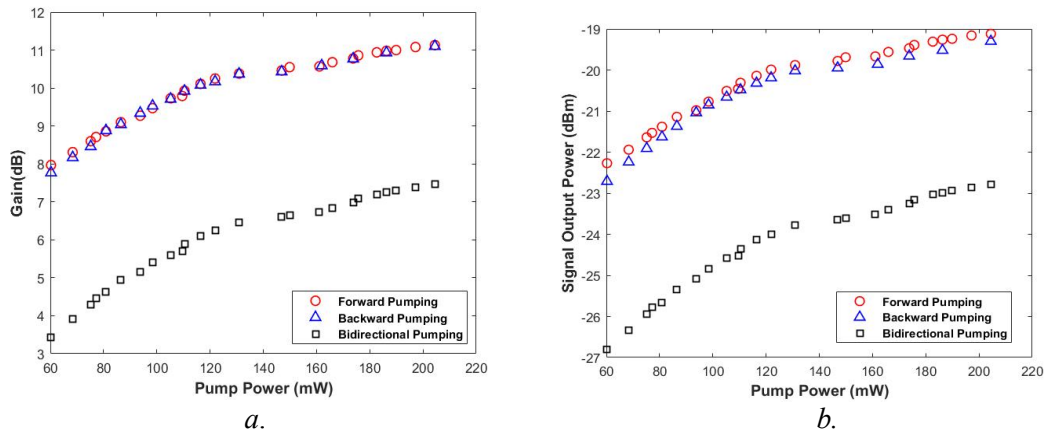 12
11
10
9
8
7
6
5
4
3
Gain(dB)
60 80 100 120 140 160 180 200 220
Pump Power (mW)
Forward Pumping
Backward Pumping
Bidirectional Pumping
a.
-19
-20
-21
-22
-23
-24
-25
-26
-27
Signal Output Power (dBm)
60 80 100 120 140 160 180 200 220
Pump Power (mW)
Forward Pumping
Backward Pumping
Bidirectional Pumping
b.